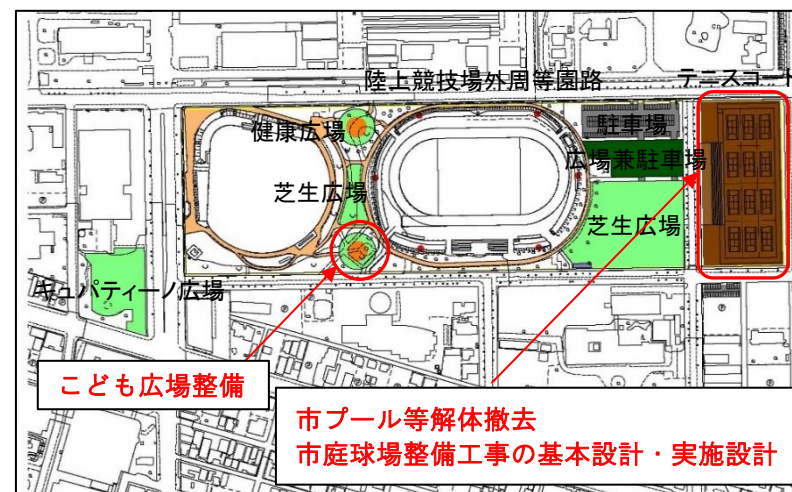 陸上競技場外周等園路
テニスコート
健康広場
駐車場
広場兼駐車場
芝生広場
芝生広場
キュパティーノ広場
こども広場整備
市プール等解体撤去
市庭球場整備工事の基本設計・実施設計